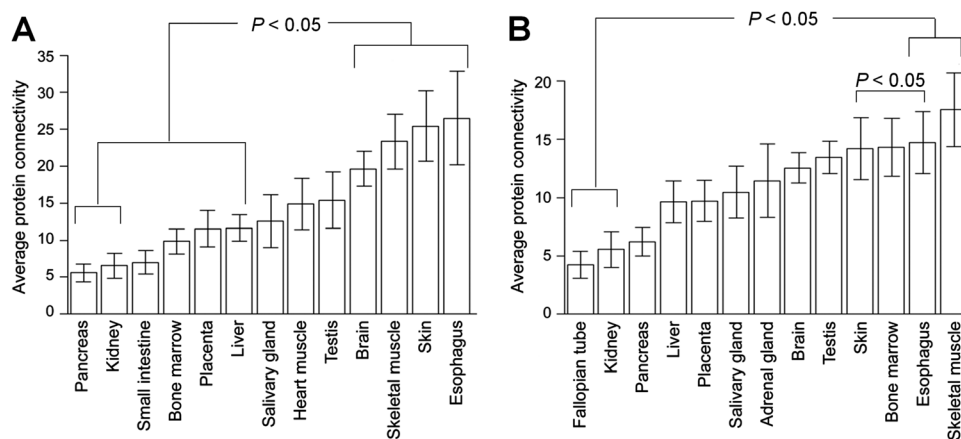 A
P < 0.05
Average protein connectivity
35
30
25
20
15
10
5
0
Pancreas
Kidney
Small intestine
Bone marrow
Placenta
Liver
Salivary gland
Heart muscle
Testis
Brain
Skeletal muscle
Skin
Esophagus
B
P < 0.05
P < 0.05
Average protein connectivity
20
15
10
5
0
Fallopian tube
Kidney
Pancreas
Liver
Placenta
Salivary gland
Adrenal gland
Brain
Testis
Skin
Bone marrow
Esophagus
Skeletal muscle